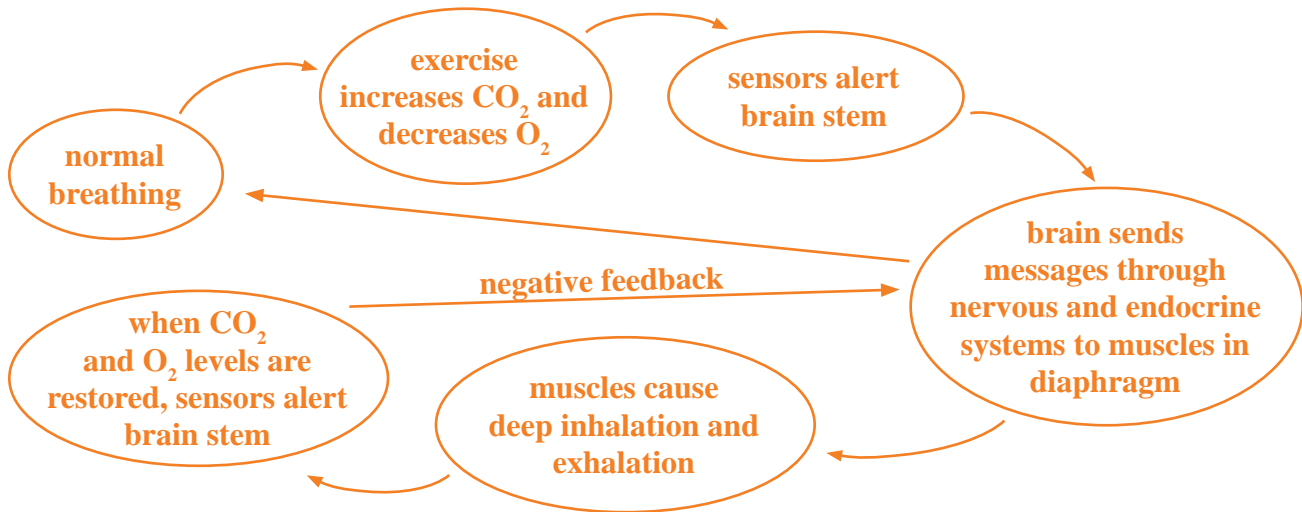 normal
breathing
exercise
increases CO₂ and
decreases O₂
sensors alert
brain stem
brain sends
messages through
nervous and endocrine
systems to muscles in
diaphragm
muscles cause
deep inhalation and
exhalation
when CO₂
and O₂ levels are
restored, sensors alert
brain stem
negative feedback